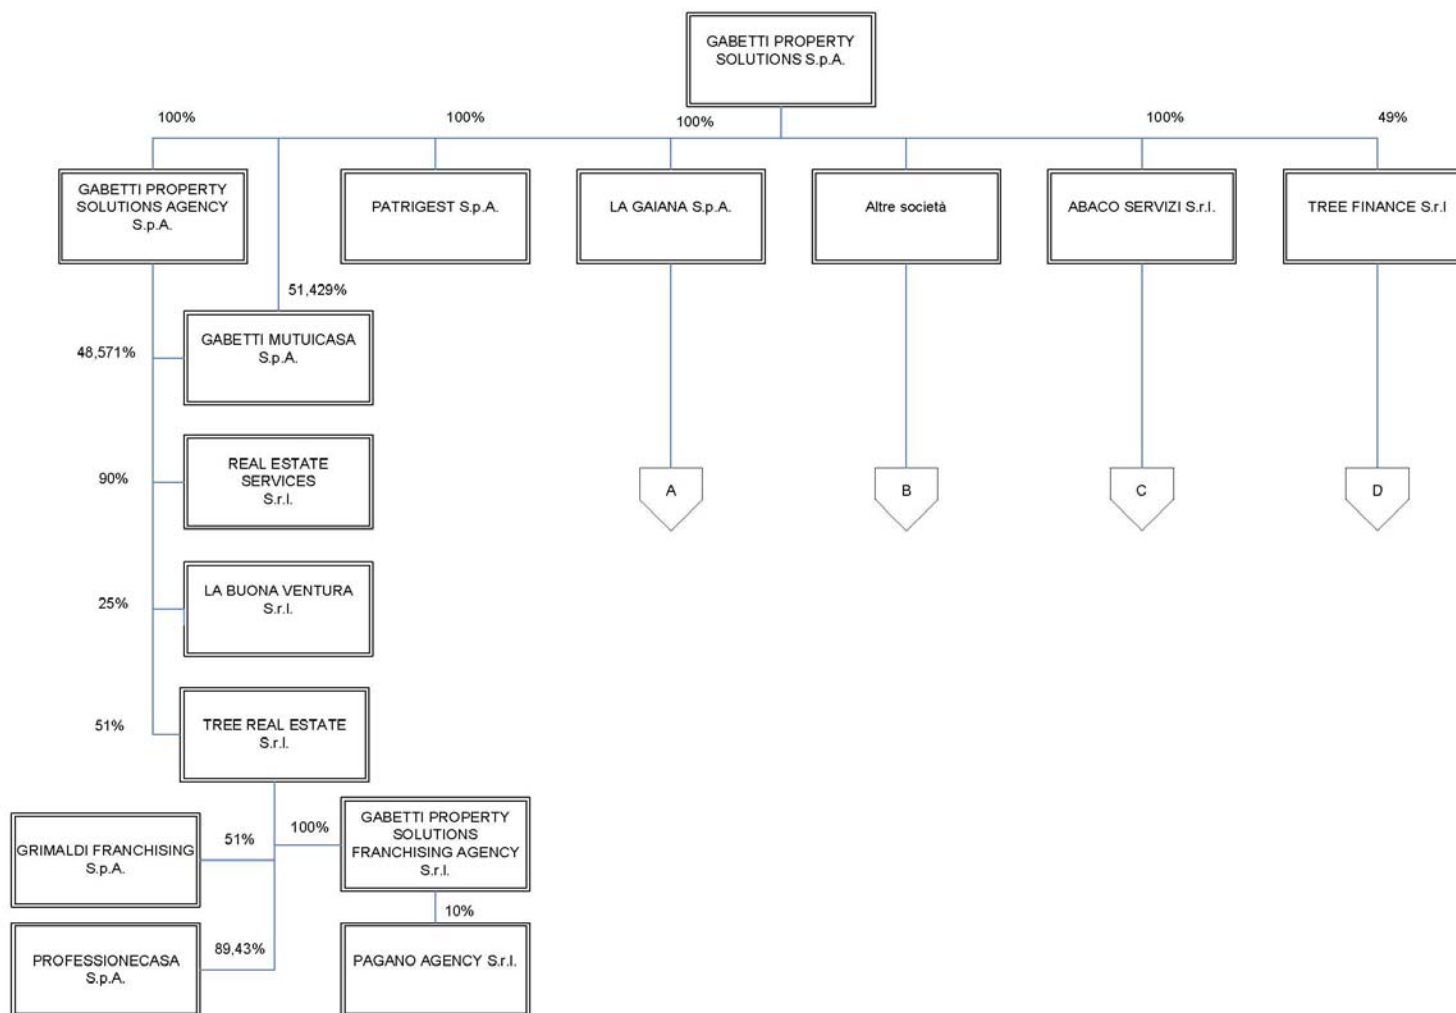 GABETTI PROPERTY
SOLUTIONS S.p.A.
100%
100%
100%
100%
49%
GABETTI PROPERTY
SOLUTIONS AGENCY
S.p.A.
PATRIGEST S.p.A.
LA GAIANA S.p.A.
Altre società
ABACO SERVIZI S.r.l.
TREE FINANCE S.r.l
51,429%
48,571%
GABETTI MUTUICASA
S.p.A.
90%
REAL ESTATE
SERVICES
S.r.l.
A
B
C
D
25%
LA BUONA VENTURA
S.r.l.
51%
TREE REAL ESTATE
S.r.l.
GRIMALDI FRANCHISING
S.p.A.
51%
100%
GABETTI PROPERTY
SOLUTIONS
FRANCHISING AGENCY
S.r.l.
10%
PROFESSIONECASA
S.p.A.
89,43%
PAGANO AGENCY S.r.l.